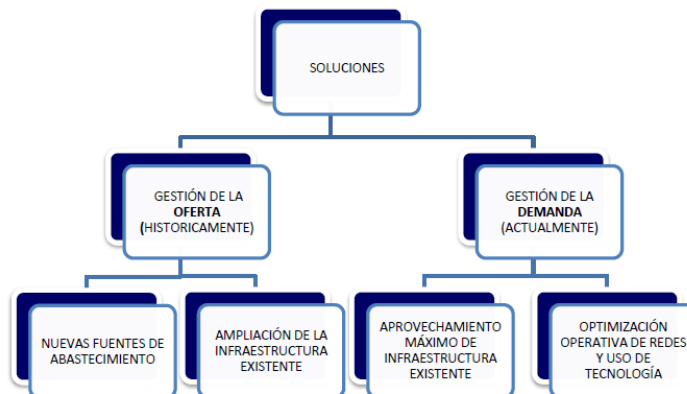 SOLUCIONES
GESTIÓN DE LA
OFERTA
(HISTORICAMENTE)
GESTIÓN DE LA
DEMANDA
(ACTUALMENTE)
NUEVAS FUENTES DE
ABASTECIMIENTO
AMPLIACIÓN DE LA
INFRAESTRUCTURA
EXISTENTE
APROVECHAMIENTO
MÁXIMO DE
INFRAESTRUCTURA
EXISTENTE
OPTIMIZACIÓN
OPERATIVA DE REDES
Y USO DE
TECNOLOGÍA